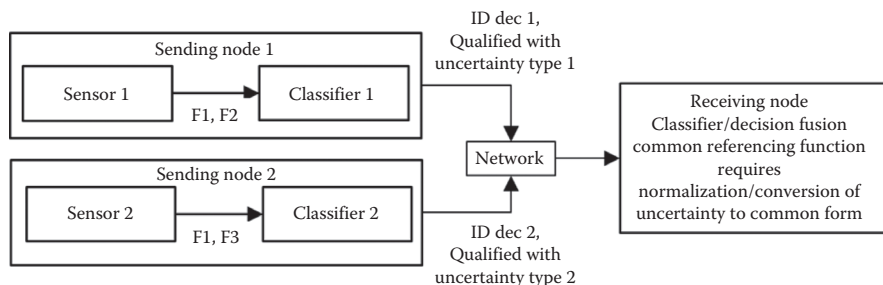 Sending node 1
Sensor 1
F1, F2
Classifier 1
ID dec 1,
Qualified with
uncertainty type 1
Sending node 2
Sensor 2
F1, F3
Classifier 2
ID dec 2,
Qualified with
uncertainty type 2
Network
Receiving node
Classifier/decision fusion
common referencing function
requires
normalization/conversion of
uncertainty to common form